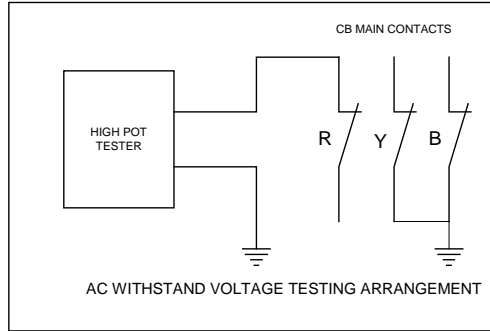 CB MAIN CONTACTS
HIGH POT
TESTER
R Y B
AC WITHSTAND VOLTAGE TESTING ARRANGEMENT